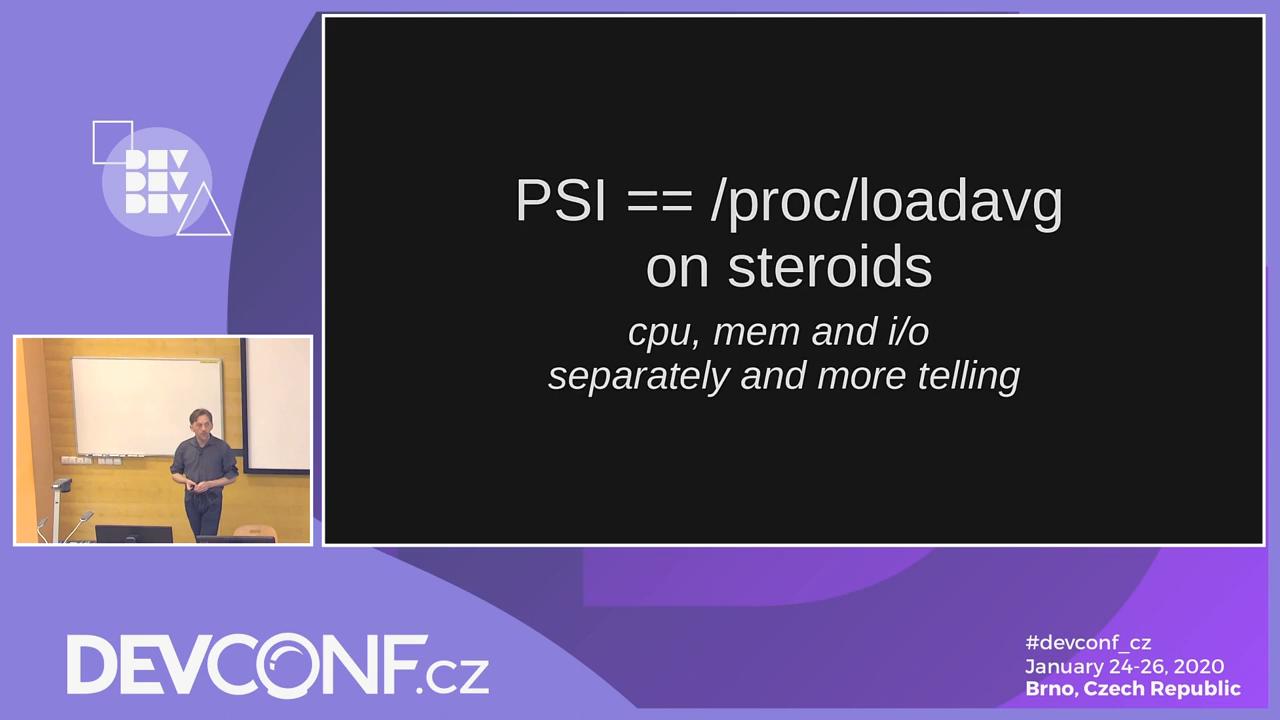 DEV
DEV
DEV
PSI == /proc/loadavg
on steroids
cpu, mem and i/o
separately and more telling
DEVCONF.cz
#devconf_cz
January 24-26, 2020
Brno, Czech Republic